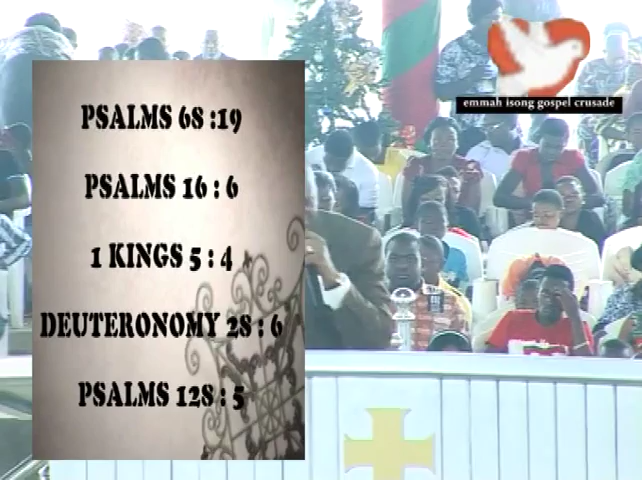 emmah isong gospel crusade
PSALMS 68 :19
PSALMS 16 : 6
1 KINGS 5 : 4
DEUTERONOMY 28 : 6
PSALMS 128 : 5